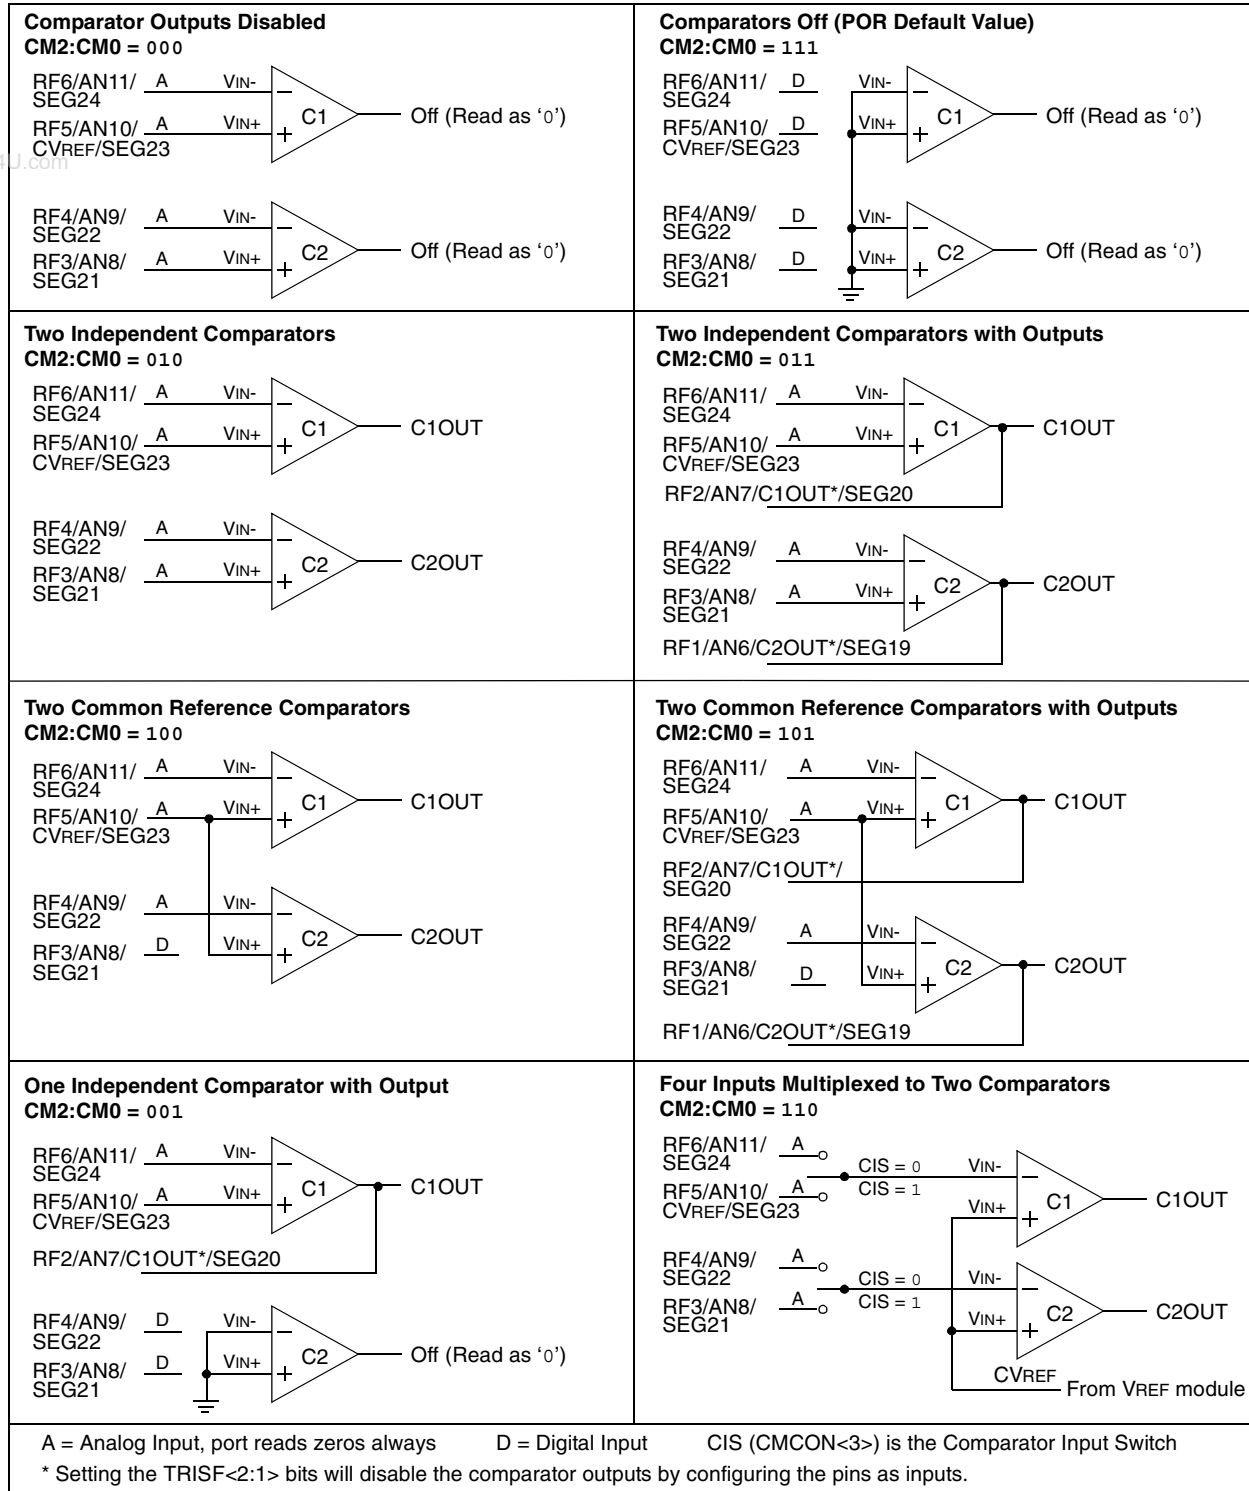 Comparator Outputs Disabled
CM2:CM0 = 000
RF6/AN11/ A VIN-
SEG24
C1 Off (Read as ‘0’)
RF5/AN10/ A VIN+
CVREF/SEG23
4U.com
RF4/AN9/ A VIN-
SEG22
C2 Off (Read as ‘0’)
RF3/AN8/ A VIN+
SEG21
Comparators Off (POR Default Value)
CM2:CM0 = 111
RF6/AN11/ D VIN-
SEG24
C1 Off (Read as ‘0’)
RF5/AN10/ D VIN+
CVREF/SEG23
RF4/AN9/ D VIN-
SEG22
C2 Off (Read as ‘0’)
RF3/AN8/ D VIN+
SEG21
Two Independent Comparators
CM2:CM0 = 010
RF6/AN11/ A VIN-
SEG24
C1 C1OUT
RF5/AN10/ A VIN+
CVREF/SEG23
RF4/AN9/ A VIN-
SEG22
C2 C2OUT
RF3/AN8/ A VIN+
SEG21
Two Independent Comparators with Outputs
CM2:CM0 = 011
RF6/AN11/ A VIN-
SEG24
C1 C1OUT
RF5/AN10/ A VIN+
CVREF/SEG23
RF2/AN7/C1OUT*/SEG20
RF4/AN9/ A VIN-
SEG22
C2 C2OUT
RF3/AN8/ A VIN+
SEG21
RF1/AN6/C2OUT*/SEG19
Two Common Reference Comparators
CM2:CM0 = 100
RF6/AN11/ A VIN-
SEG24
C1 C1OUT
RF5/AN10/ A VIN+
CVREF/SEG23
RF4/AN9/ A VIN-
SEG22
C2 C2OUT
RF3/AN8/ D VIN+
SEG21
Two Common Reference Comparators with Outputs
CM2:CM0 = 101
RF6/AN11/ A VIN-
SEG24
C1 C1OUT
RF5/AN10/ A VIN+
CVREF/SEG23
RF2/AN7/C1OUT*/
SEG20
RF4/AN9/ A VIN-
SEG22
C2 C2OUT
RF3/AN8/ D VIN+
SEG21
RF1/AN6/C2OUT*/SEG19
One Independent Comparator with Output
CM2:CM0 = 001
RF6/AN11/ A VIN-
SEG24
C1 C1OUT
RF5/AN10/ A VIN+
CVREF/SEG23
RF2/AN7/C1OUT*/SEG20
RF4/AN9/ D VIN-
SEG22
C2 Off (Read as ‘0’)
RF3/AN8/ D VIN+
SEG21
Four Inputs Multiplexed to Two Comparators
CM2:CM0 = 110
RF6/AN11/ A
SEG24
CIS = 0 VIN-
RF5/AN10/ A CIS = 1
CVREF/SEG23
VIN+ C1 C1OUT
RF4/AN9/ A
SEG22
CIS = 0 VIN-
RF3/AN8/ A CIS = 1
SEG21
VIN+ C2 C2OUT
CVREF
From VREF module
A = Analog Input, port reads zeros always D = Digital Input CIS (CMCON<3>) is the Comparator Input Switch
* Setting the TRISF<2:1> bits will disable the comparator outputs by configuring the pins as inputs.